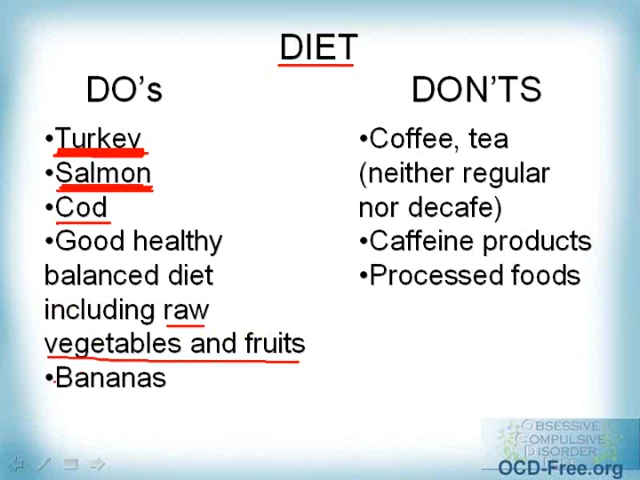 DIET
DO's
•Turkey
•Salmon
•Cod
•Good healthy
balanced diet
including raw
vegetables and fruits
•Bananas
DON'TS
•Coffee, tea
(neither regular
nor decafe)
•Caffeine products
•Processed foods
OBSESSIVE
COMPULSIVE
DISORDER
OCD-Free.org